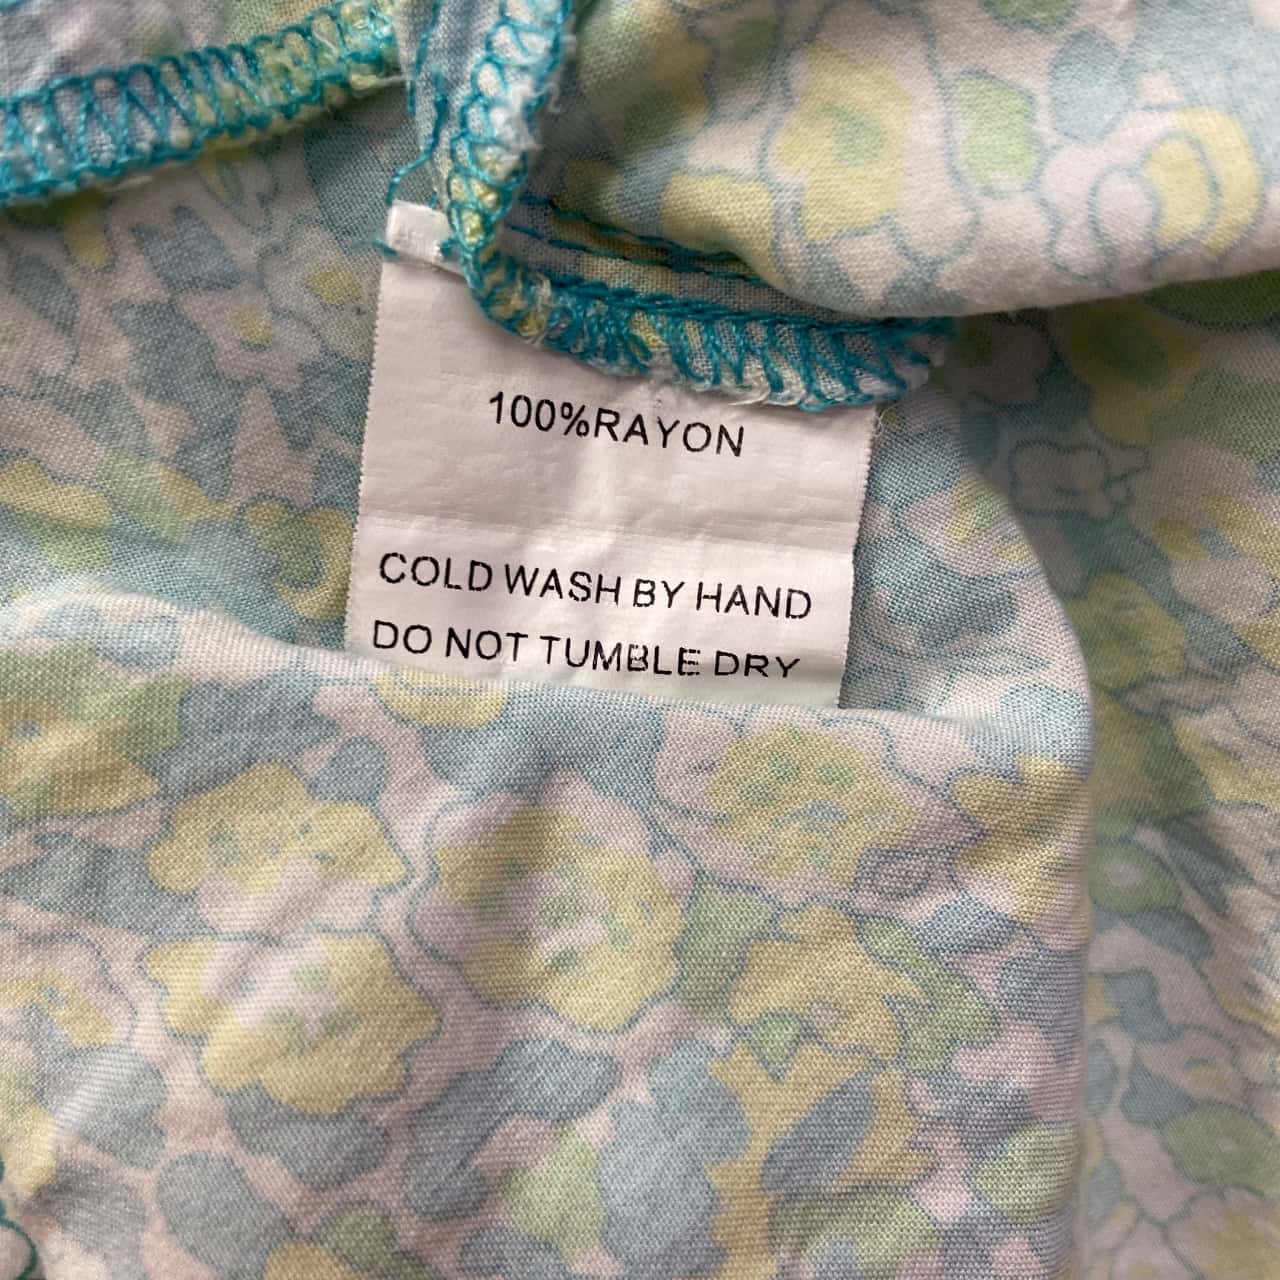 100%RAYON
COLD WASH BY HAND
DO NOT TUMBLE DRY